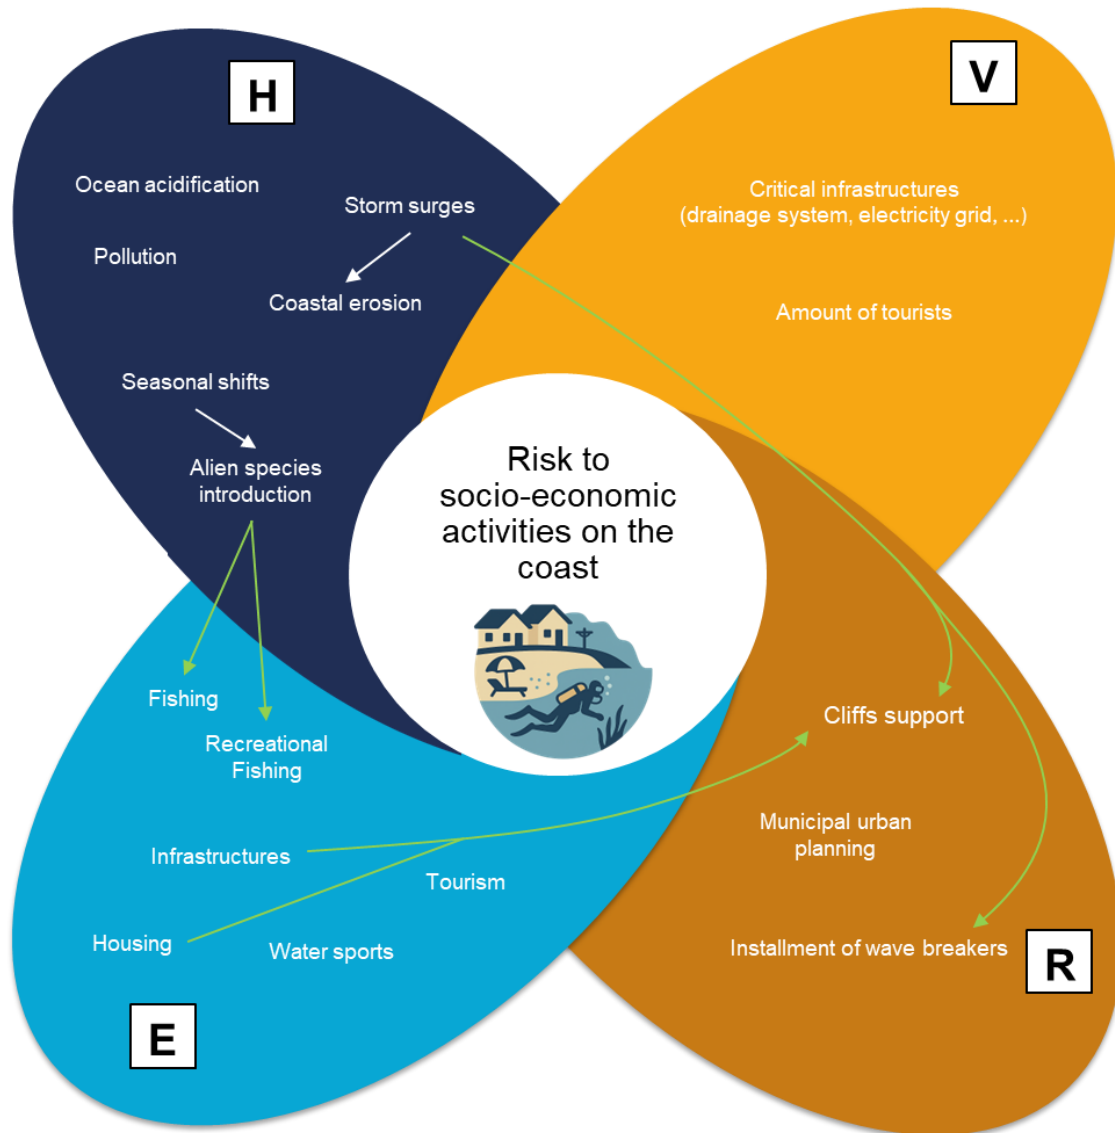 H
Ocean acidification
Storm surges
Pollution
Coastal erosion
Seasonal shifts
Alien species
introduction
V
Critical infrastructures
(drainage system, electricity grid, ...)
Amount of tourists
Risk to
socio-economic
activities on the
coast
Fishing
Recreational
Fishing
Infrastructures
Tourism
Housing
Water sports
E
Cliffs support
Municipal urban
planning
Installment of wave breakers
R